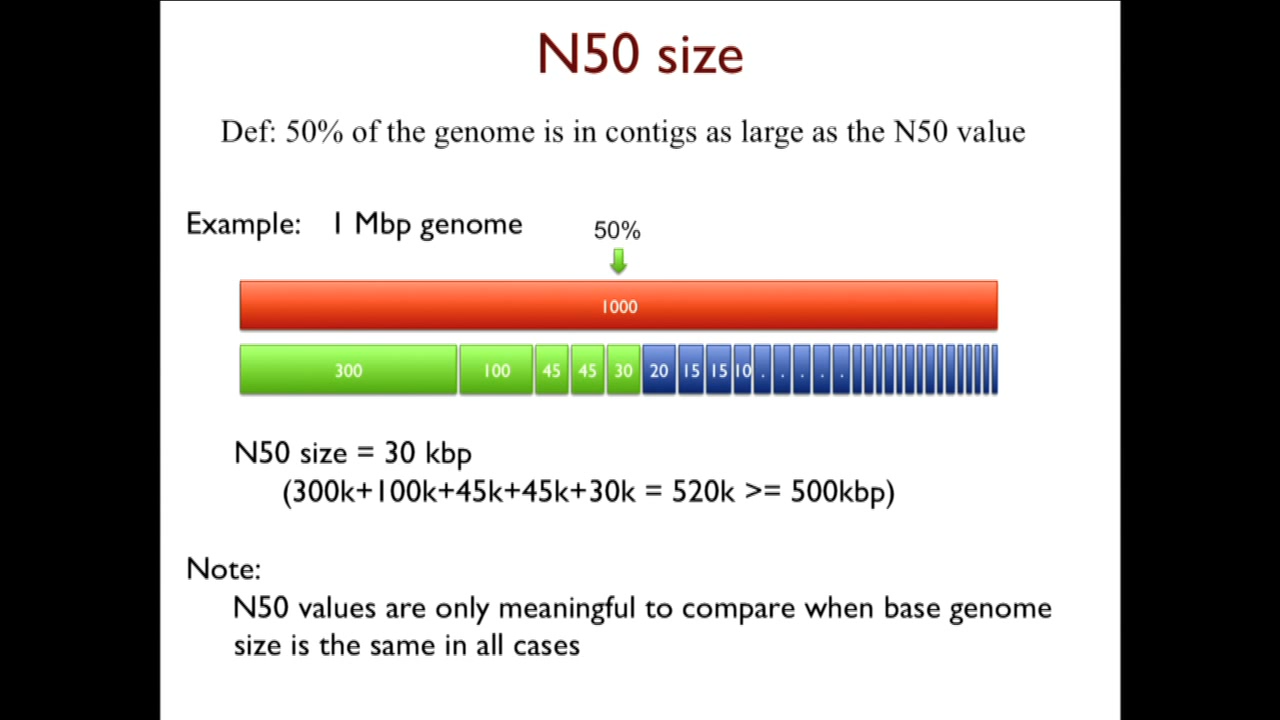 N50 size
Def: 50% of the genome is in contigs as large as the N50 value
Example: 1 Mbp genome
50%
1000
300 100 45 45 30 20 15 15 10 . . . . .
N50 size = 30 kbp
(300k+100k+45k+45k+30k = 520k >= 500kbp)
Note:
N50 values are only meaningful to compare when base genome
size is the same in all cases